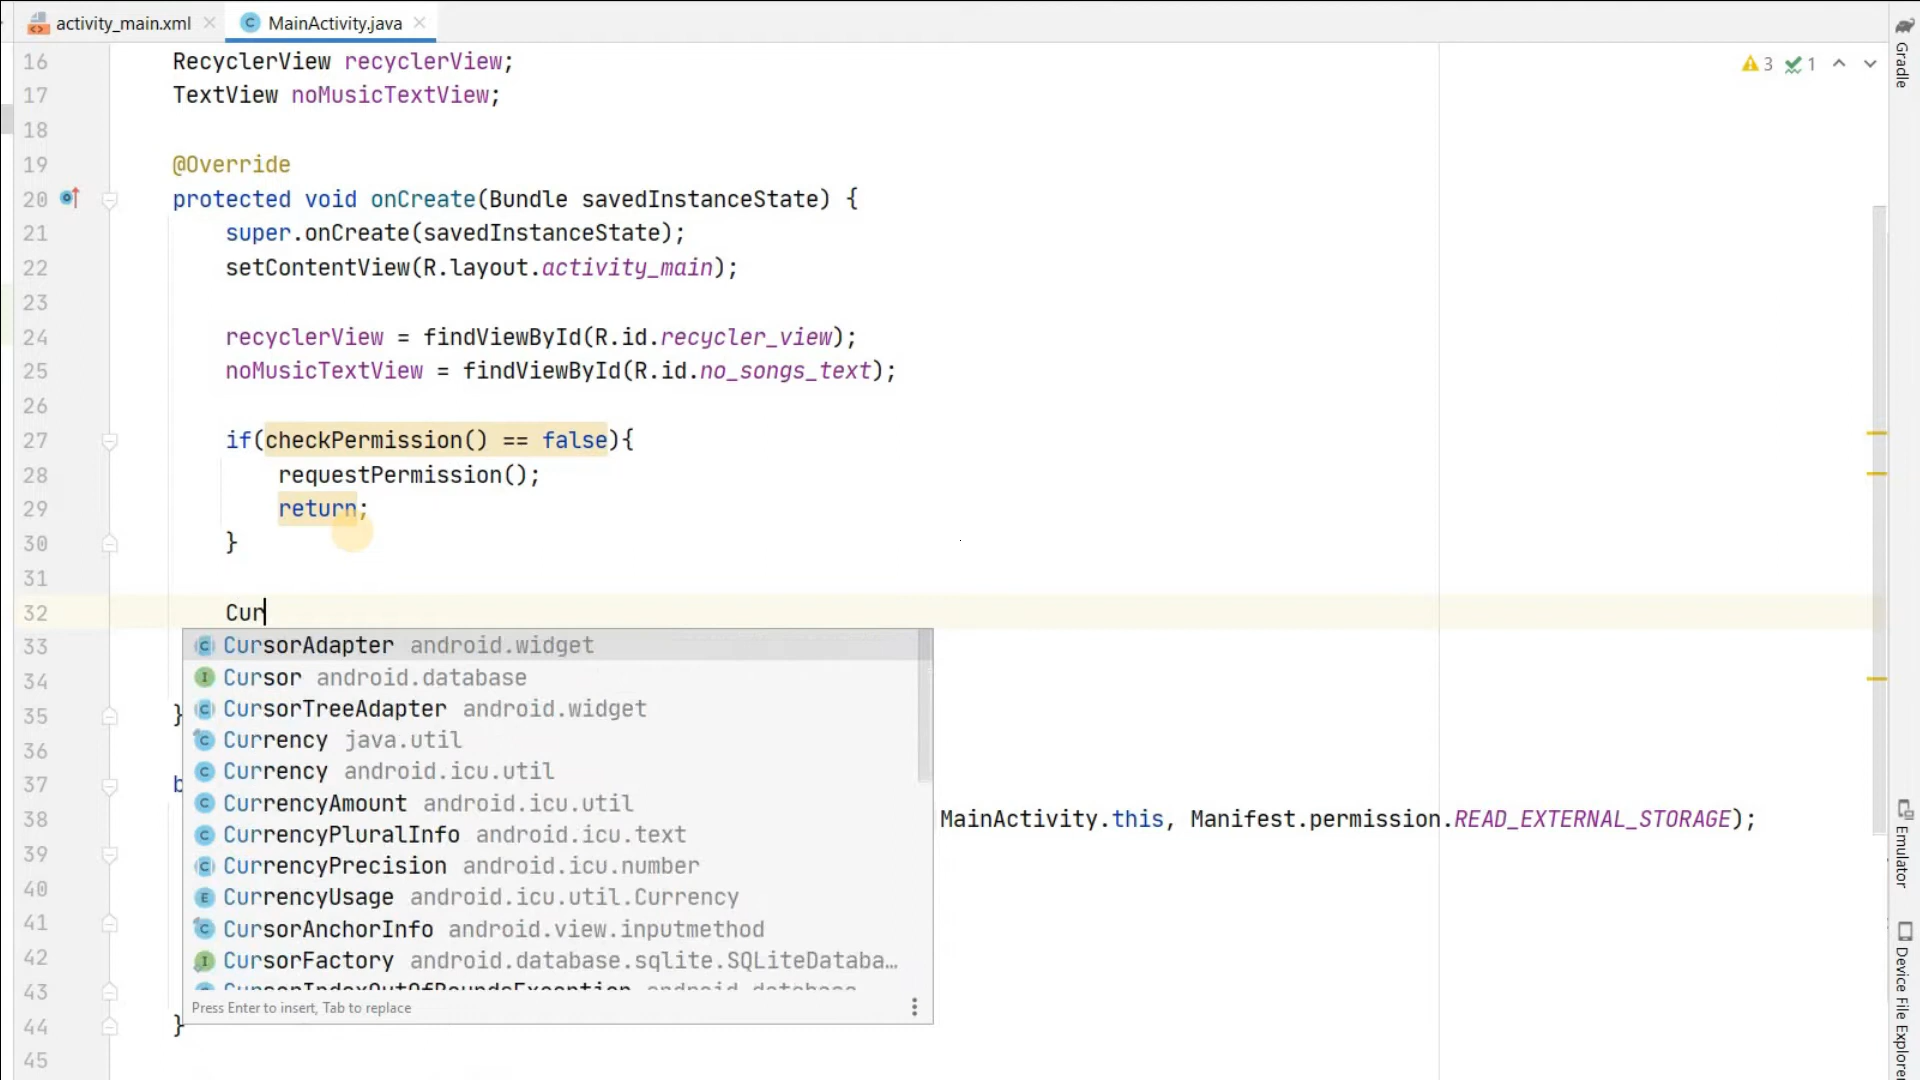 activity_main.xml
MainActivity.java
16 RecyclerView recyclerView;
17 TextView noMusicTextView;
18
19 @Override
20 protected void onCreate(Bundle savedInstanceState) {
21 super.onCreate(savedInstanceState);
22 setContentView(R.layout.activity_main);
23
24 recyclerView = findViewById(R.id.recycler_view);
25 noMusicTextView = findViewById(R.id.no_songs_text);
26
27 if(checkPermission() == false){
28 requestPermission();
29 return;
30 }
31
32 Cur
33
34
35 }
36
37 b
38 MainActivity.this, Manifest.permission.READ_EXTERNAL_STORAGE);
39
40
41
42
43
44 }
45
CursorAdapter android.widget
Cursor android.database
CursorTreeAdapter android.widget
Currency java.util
Currency android.icu.util
CurrencyAmount android.icu.util
CurrencyPluralInfo android.icu.text
CurrencyPrecision android.icu.number
CurrencyUsage android.icu.util.Currency
CursorAnchorInfo android.view.inputmethod
CursorFactory android.database.sqlite.SQLiteDataba…
CursorIndexOutOfBoundsException android.database
Press Enter to insert, Tab to replace
3 1
Gradle
Emulator
Device File Explorer